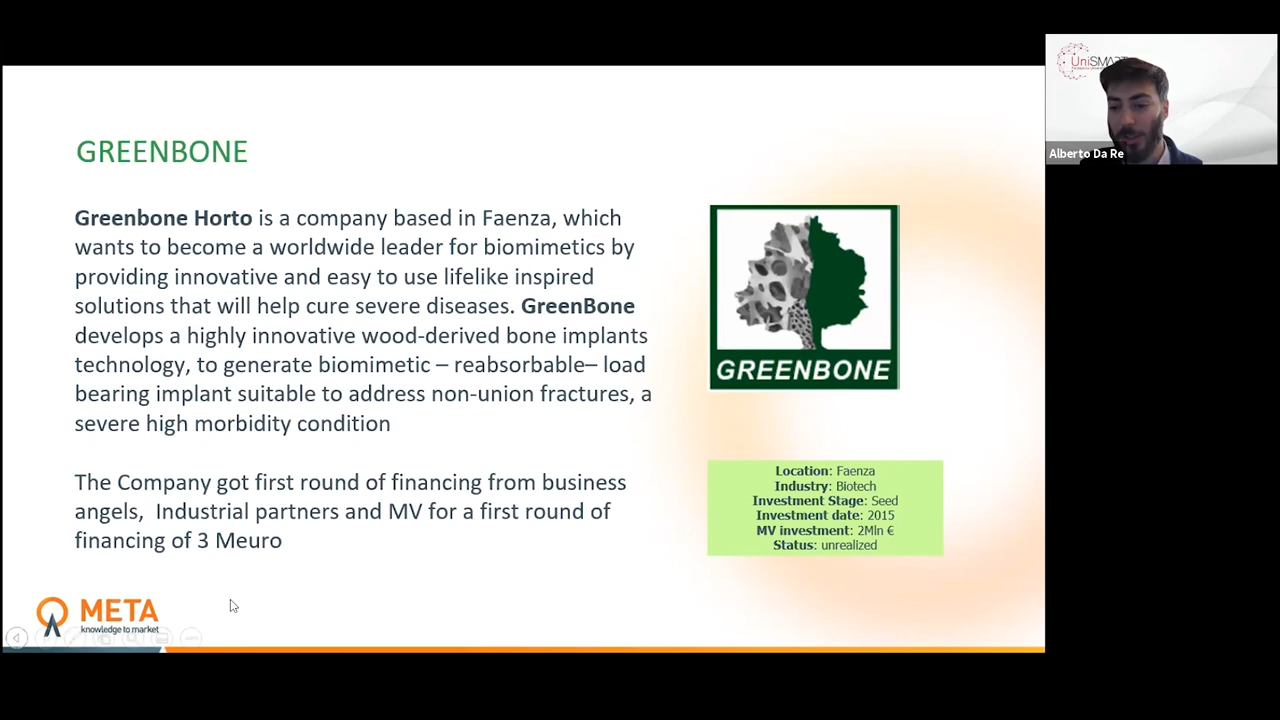 GREENBONE
Greenbone Horto is a company based in Faenza, which
wants to become a worldwide leader for biomimetics by
providing innovative and easy to use lifelike inspired
solutions that will help cure severe diseases. GreenBone
develops a highly innovative wood-derived bone implants
technology, to generate biomimetic – reabsorbable– load
bearing implant suitable to address non-union fractures, a
severe high morbidity condition
The Company got first round of financing from business
angels,  Industrial partners and MV for a first round of
financing of 3 Meuro
GREENBONE
Location: Faenza
Industry: Biotech
Investment Stage: Seed
Investment date: 2015
MV investment: 2Mln €
Status: unrealized
META
knowledge to market
Alberto Da Re